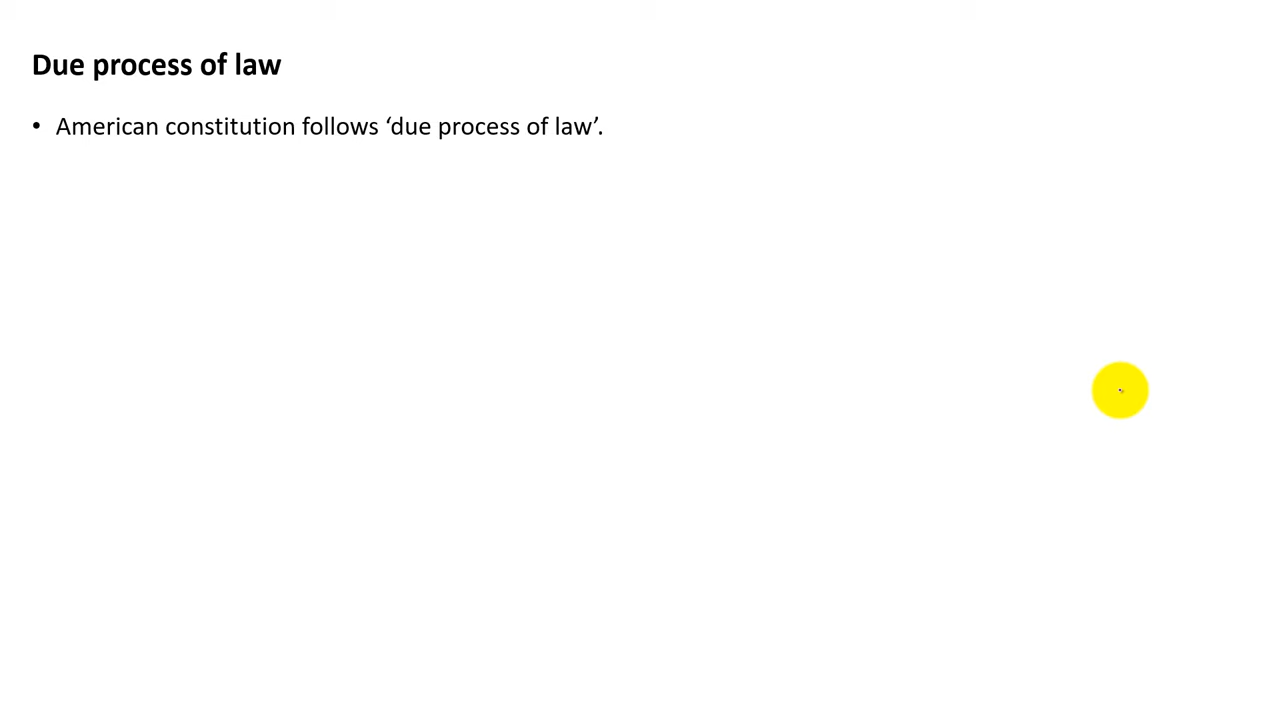 Due process of law
• American constitution follows ‘due process of law’.